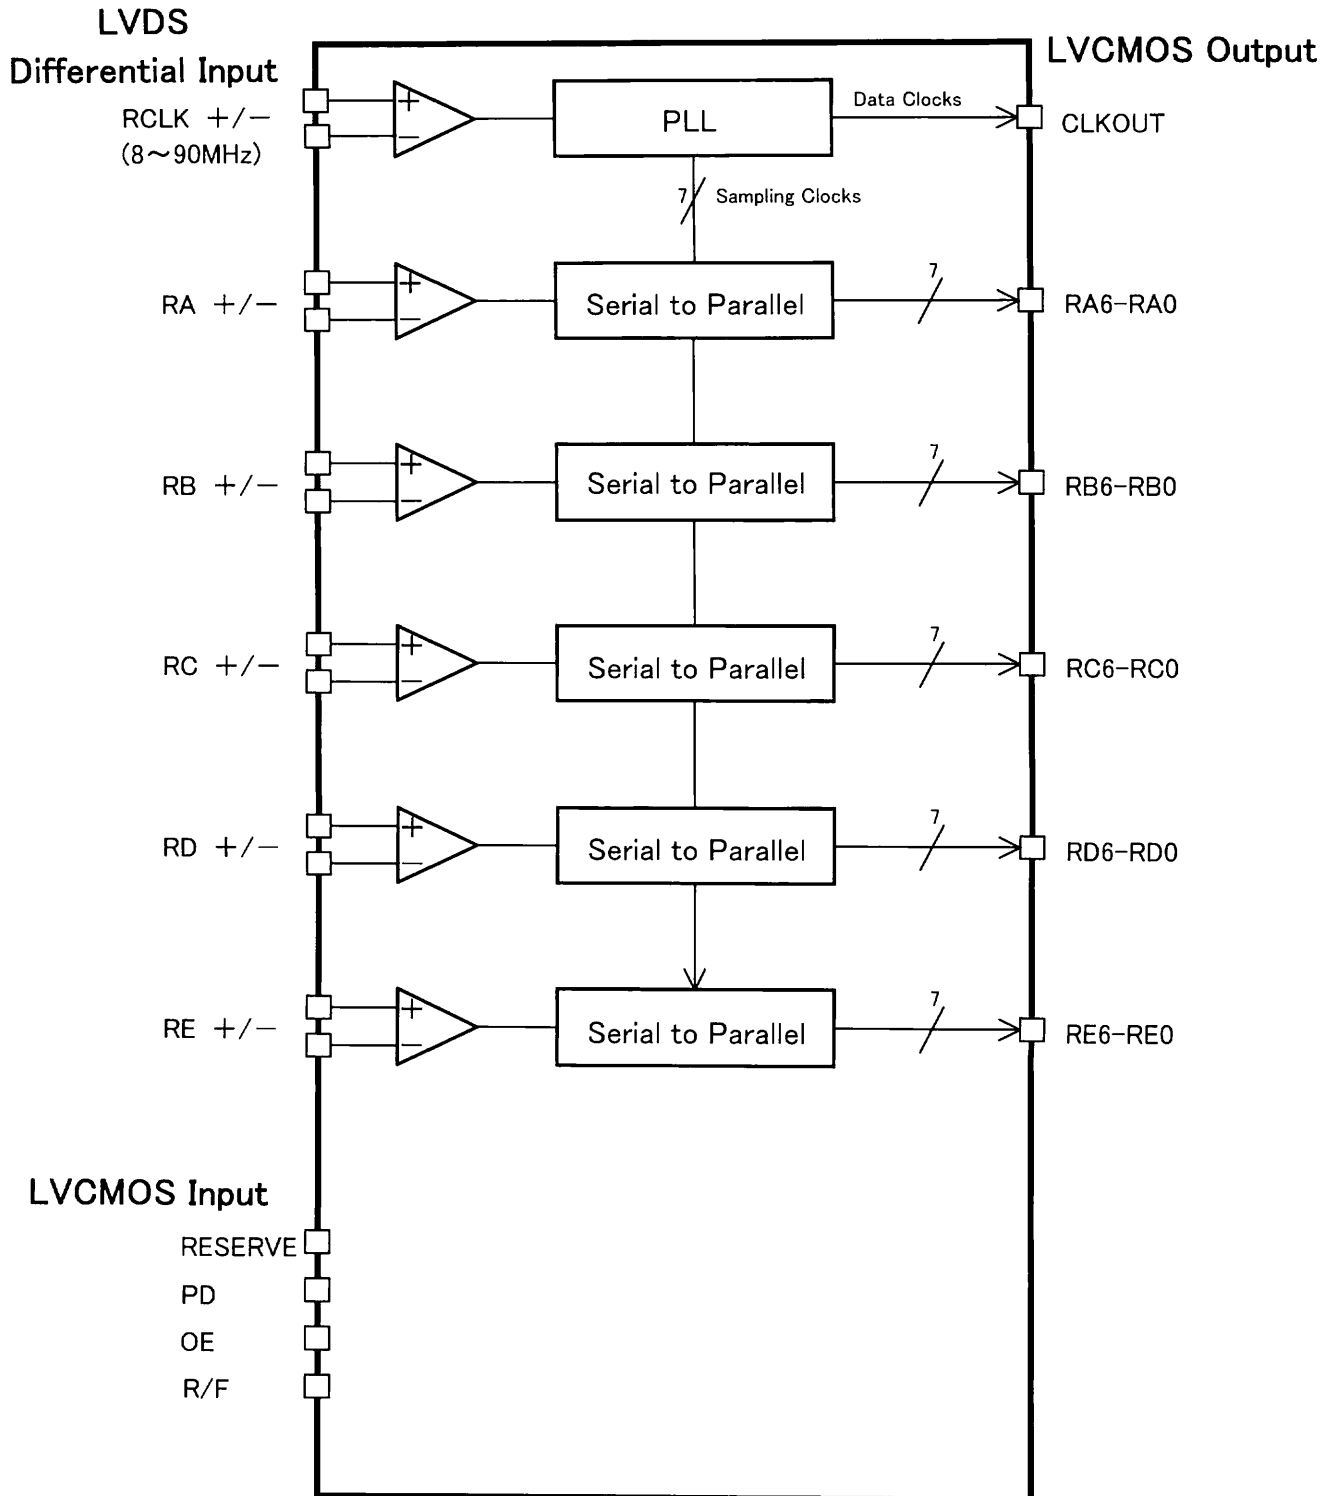 LVDS
Differential Input
LVCMOS Output
RCLK +/-
(8～90MHz)
+
-
PLL
Data Clocks
CLKOUT
7
Sampling Clocks
RA +/-
+
-
Serial to Parallel
7
RA6-RA0
RB +/-
+
-
Serial to Parallel
7
RB6-RB0
RC +/-
+
-
Serial to Parallel
7
RC6-RC0
RD +/-
+
-
Serial to Parallel
7
RD6-RD0
RE +/-
+
-
Serial to Parallel
7
RE6-RE0
LVCMOS Input
RESERVE
PD
OE
R/F